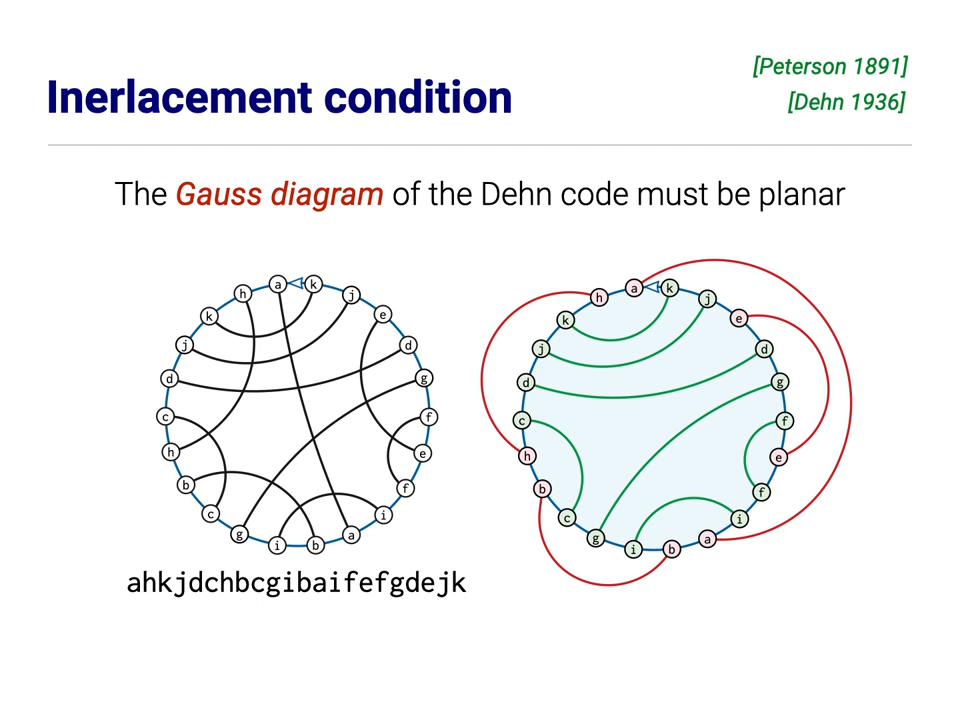 Inerlacement condition
[Peterson 1891]
[Dehn 1936]
The Gauss diagram of the Dehn code must be planar
a k j e d g f e f i a b i g c b h c d j k h
a k j e d g f e f i a b i g c b h c d j k h
ahkjdchbcgibaifefgdejk